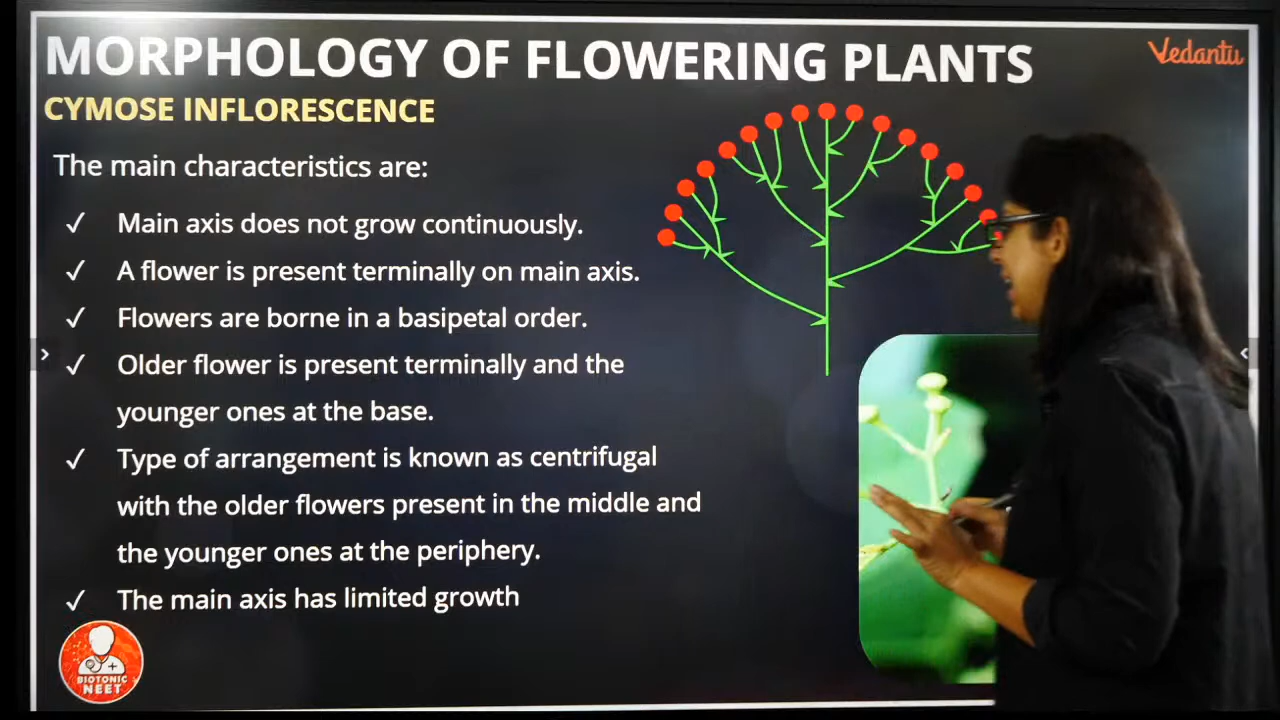 MORPHOLOGY OF FLOWERING PLANTS
Vedantu
CYMOSE INFLORESCENCE
The main characteristics are:
✓ Main axis does not grow continuously.
✓ A flower is present terminally on main axis.
✓ Flowers are borne in a basipetal order.
✓ Older flower is present terminally and the
younger ones at the base.
✓ Type of arrangement is known as centrifugal
with the older flowers present in the middle and
the younger ones at the periphery.
✓ The main axis has limited growth
BIOTONIC
NEET